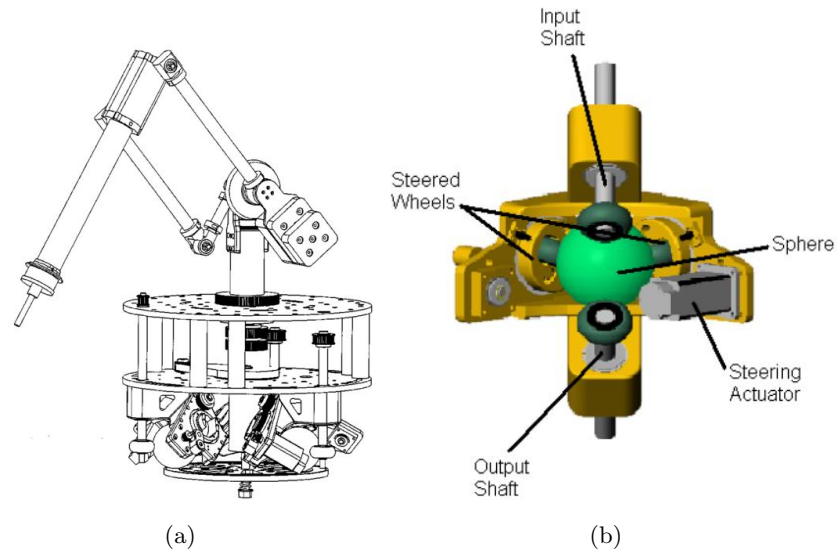 Input
Shaft
Steered
Wheels
Sphere
Steering
Actuator
Output
Shaft
(a)
(b)